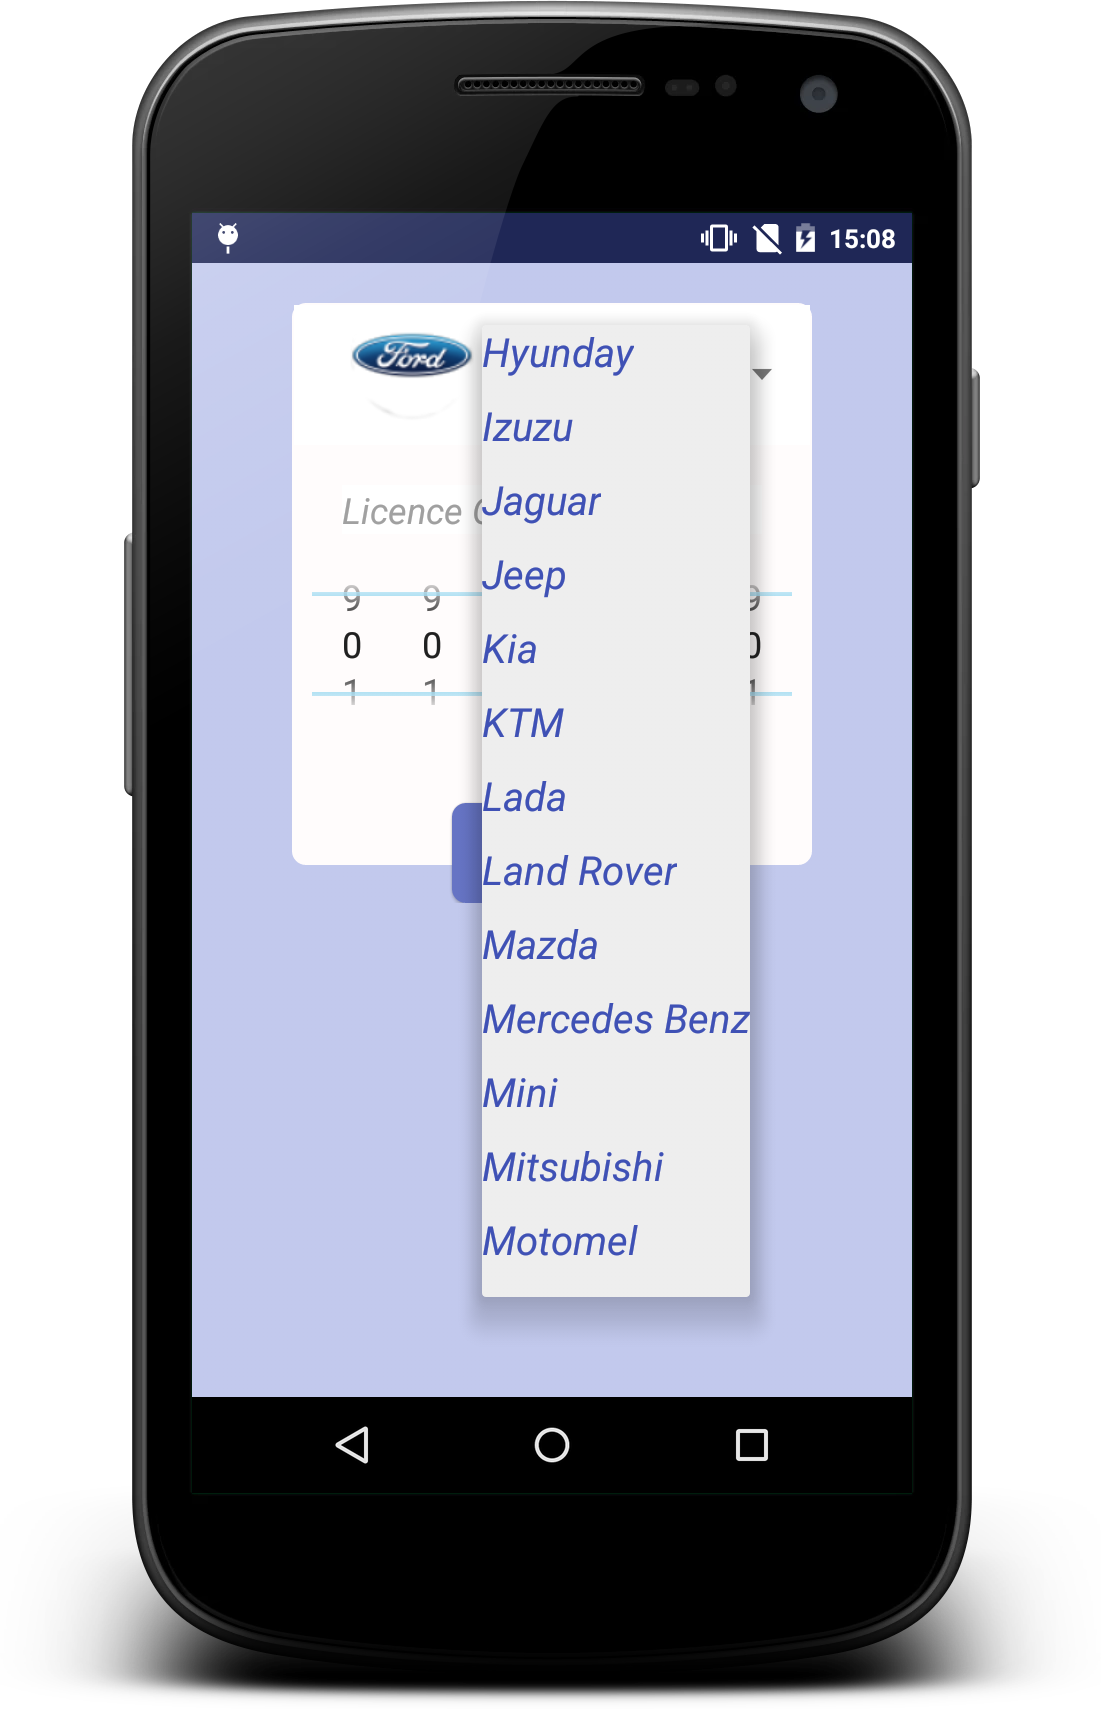 15:08
Ford
Hyunday
Izuzu
Jaguar
Licence
Jeep
9 9 9
0 0 0
1 1 1
Kia
KTM
Lada
Land Rover
Mazda
Mercedes Benz
Mini
Mitsubishi
Motomel